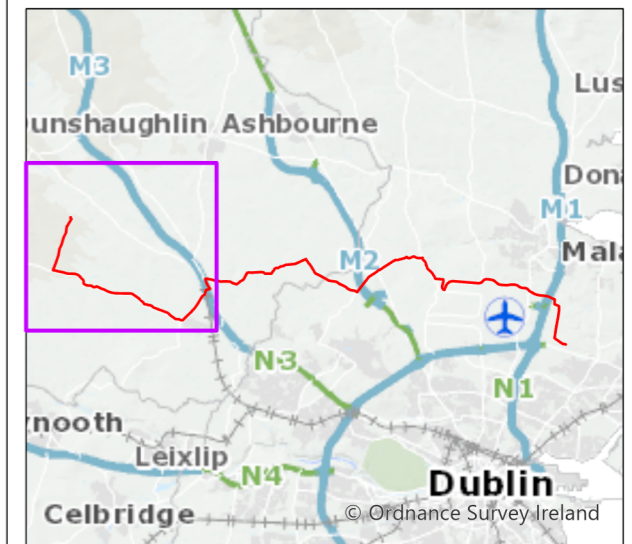 M3
Lus
unshaughlin Ashbourne
Dona
M1
M2
Mala
N3
N1
ynooth
Leixlip
N4
Dublin
Celbridge
© Ordnance Survey Ireland